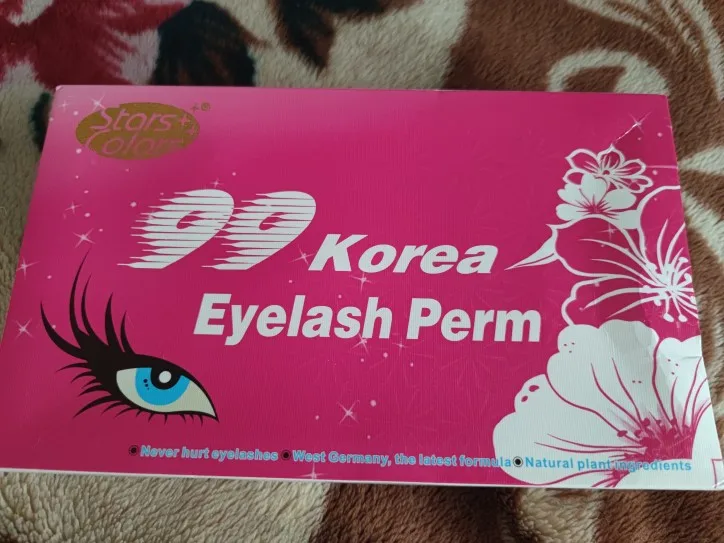 Stars
Colors
®
99 Korea
Eyelash Perm
Never hurt eyelashes West Germany, the latest formula Natural plant ingredients